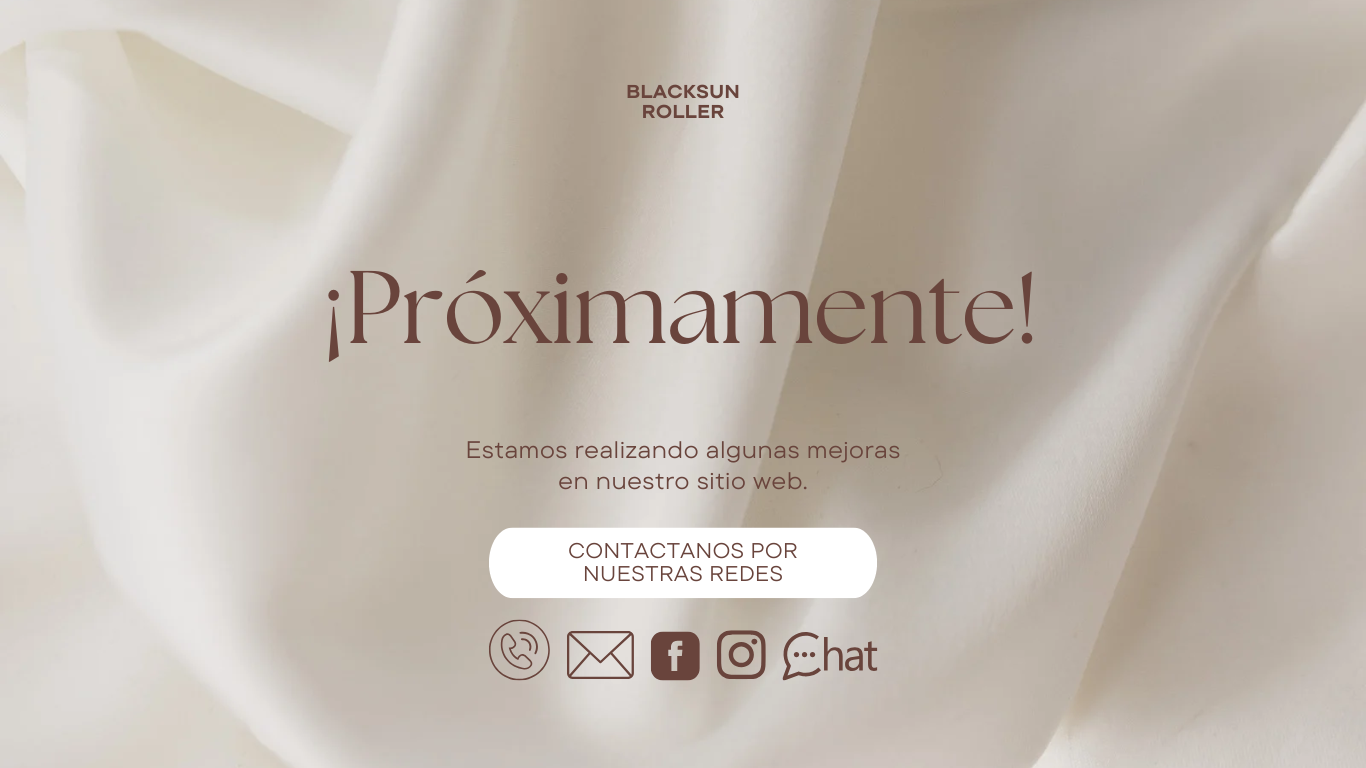 BLACKSUN
ROLLER
¡Próximamente!
Estamos realizando algunas mejoras
en nuestro sitio web.
CONTACTANOS POR
NUESTRAS REDES
f
Chat